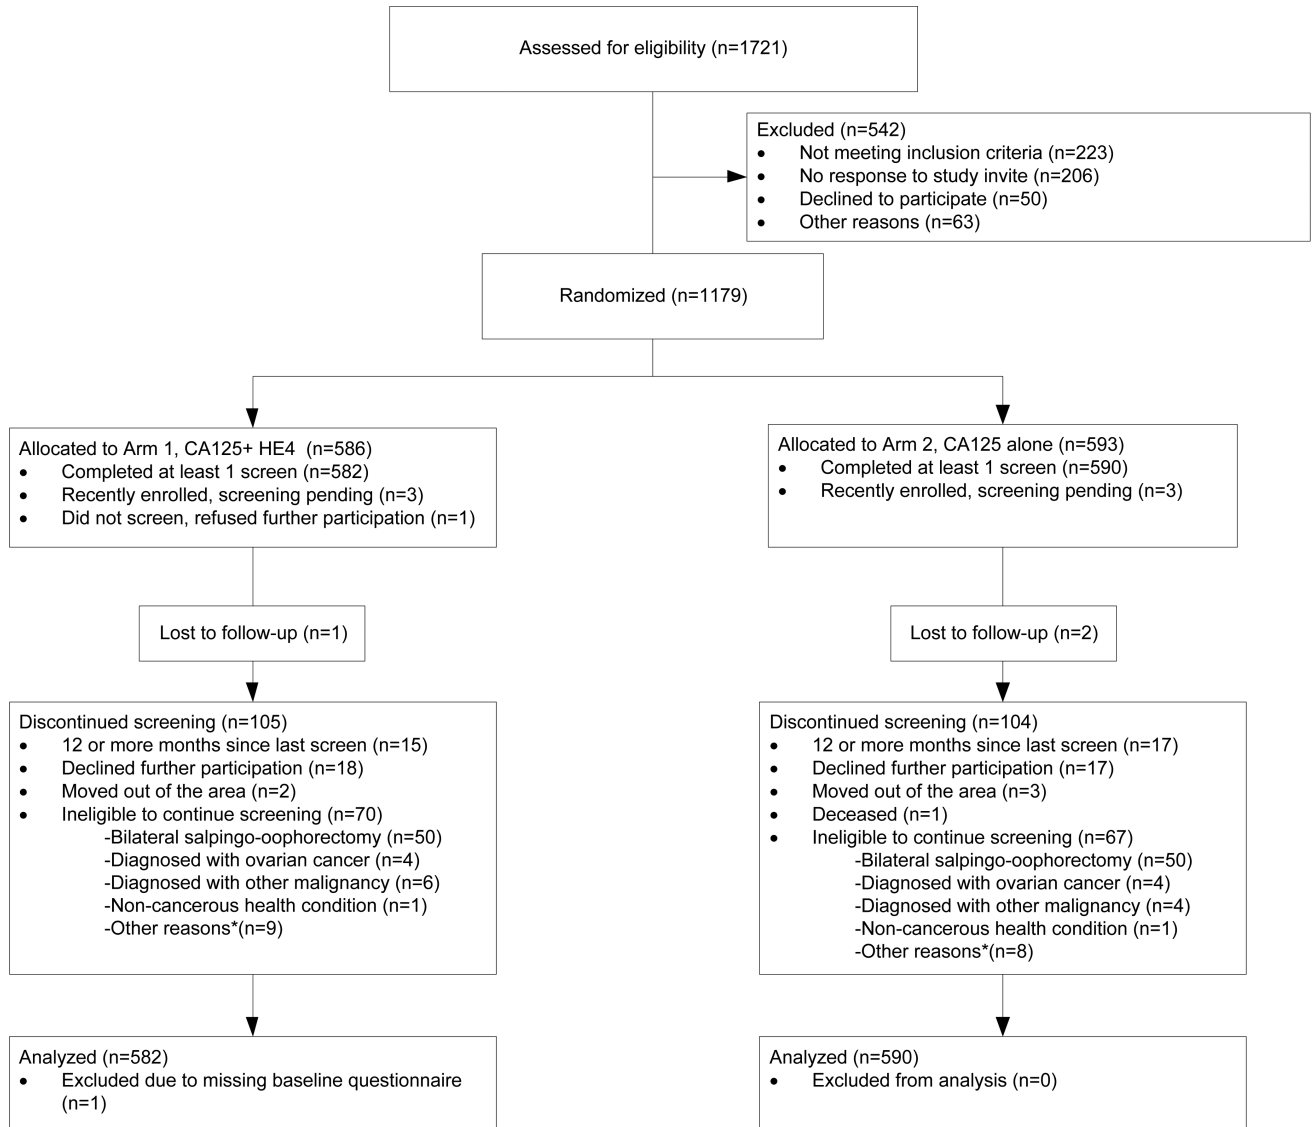 Assessed for eligibility (n=1721)
Excluded (n=542)
• Not meeting inclusion criteria (n=223)
• No response to study invite (n=206)
• Declined to participate (n=50)
• Other reasons (n=63)
Randomized (n=1179)
Allocated to Arm 1, CA125+ HE4 (n=586)
• Completed at least 1 screen (n=582)
• Recently enrolled, screening pending (n=3)
• Did not screen, refused further participation (n=1)
Allocated to Arm 2, CA125 alone (n=593)
• Completed at least 1 screen (n=590)
• Recently enrolled, screening pending (n=3)
Lost to follow-up (n=1)
Lost to follow-up (n=2)
Discontinued screening (n=105)
• 12 or more months since last screen (n=15)
• Declined further participation (n=18)
• Moved out of the area (n=2)
• Ineligible to continue screening (n=70)
-Bilateral salpingo-oophorectomy (n=50)
-Diagnosed with ovarian cancer (n=4)
-Diagnosed with other malignancy (n=6)
-Non-cancerous health condition (n=1)
-Other reasons*(n=9)
Discontinued screening (n=104)
• 12 or more months since last screen (n=17)
• Declined further participation (n=17)
• Moved out of the area (n=3)
• Deceased (n=1)
• Ineligible to continue screening (n=67)
-Bilateral salpingo-oophorectomy (n=50)
-Diagnosed with ovarian cancer (n=4)
-Diagnosed with other malignancy (n=4)
-Non-cancerous health condition (n=1)
-Other reasons*(n=8)
Analyzed (n=582)
• Excluded due to missing baseline questionnaire
(n=1)
Analyzed (n=590)
• Excluded from analysis (n=0)